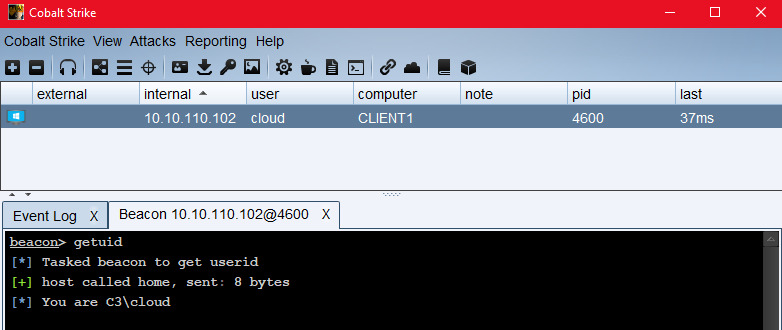 Cobalt Strike
Cobalt Strike View Attacks Reporting Help
external internal user computer note pid last
10.10.110.102 cloud CLIENT1 4600 37ms
Event Log X Beacon 10.10.110.102@4600 X
beacon> getuid
[*] Tasked beacon to get userid
[+] host called home, sent: 8 bytes
[*] You are C3\cloud